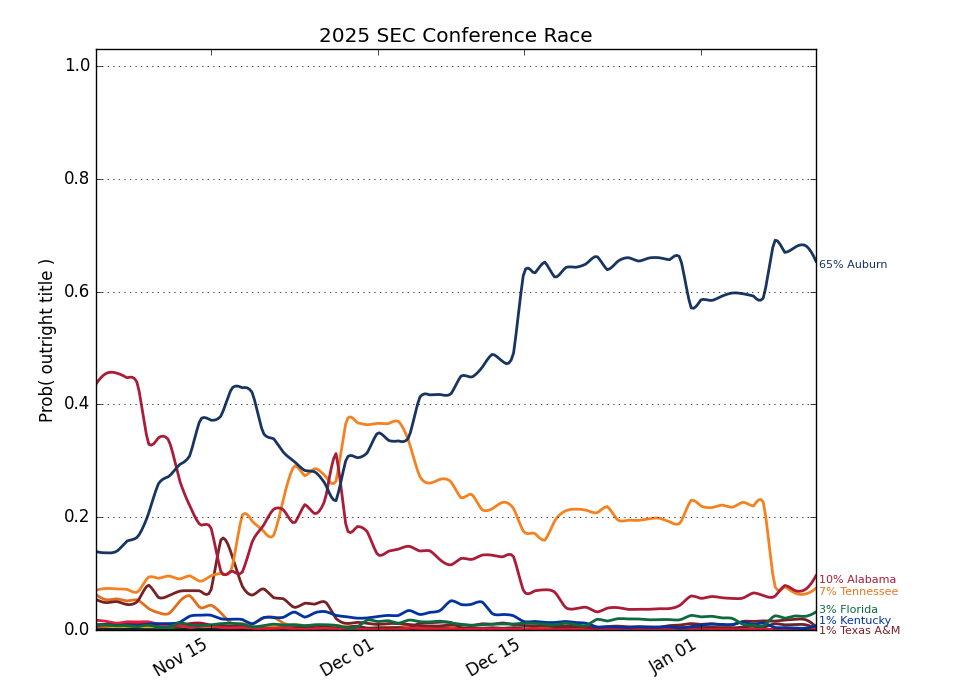 2025 SEC Conference Race
Prob( outright title )
1.0
0.8
0.6
0.4
0.2
0.0
Nov 15
Dec 01
Dec 15
Jan 01
65% Auburn
10% Alabama
7% Tennessee
3% Florida
1% Kentucky
1% Texas A&M